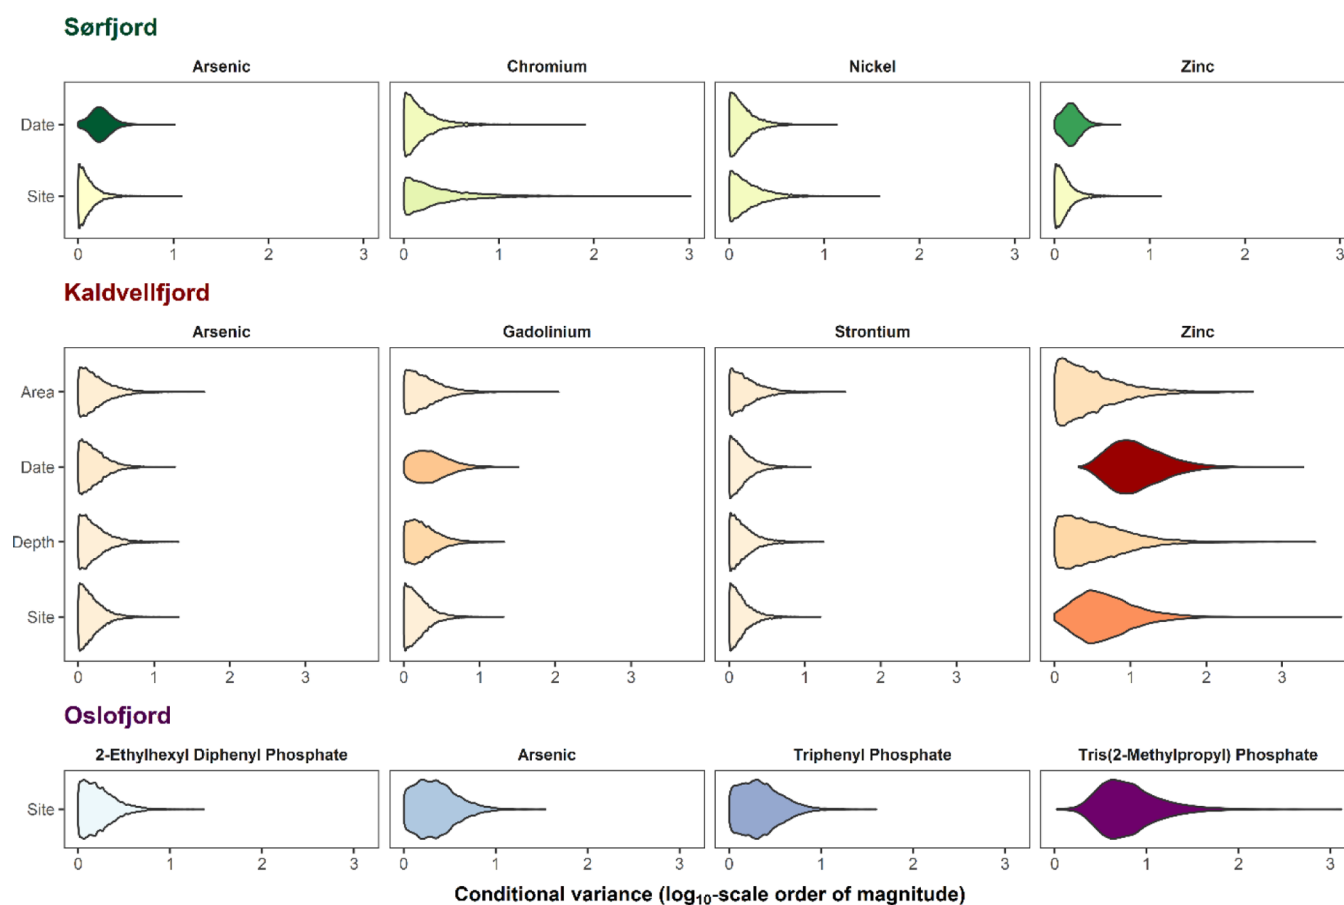 Sørfjord
Arsenic Chromium Nickel Zinc
Date
Site
0 1 2 3 0 1 2 3 0 1 2 3 0 1 2 3
Kaldvellfjord
Arsenic Gadolinium Strontium Zinc
Area
Date
Depth
Site
0 1 2 3 0 1 2 3 0 1 2 3 0 1 2 3
Oslofjord
2-Ethylhexyl Diphenyl Phosphate Arsenic Triphenyl Phosphate Tris(2-Methylpropyl) Phosphate
Site
0 1 2 3 0 1 2 3 0 1 2 3 0 1 2 3
Conditional variance (log₁₀-scale order of magnitude)